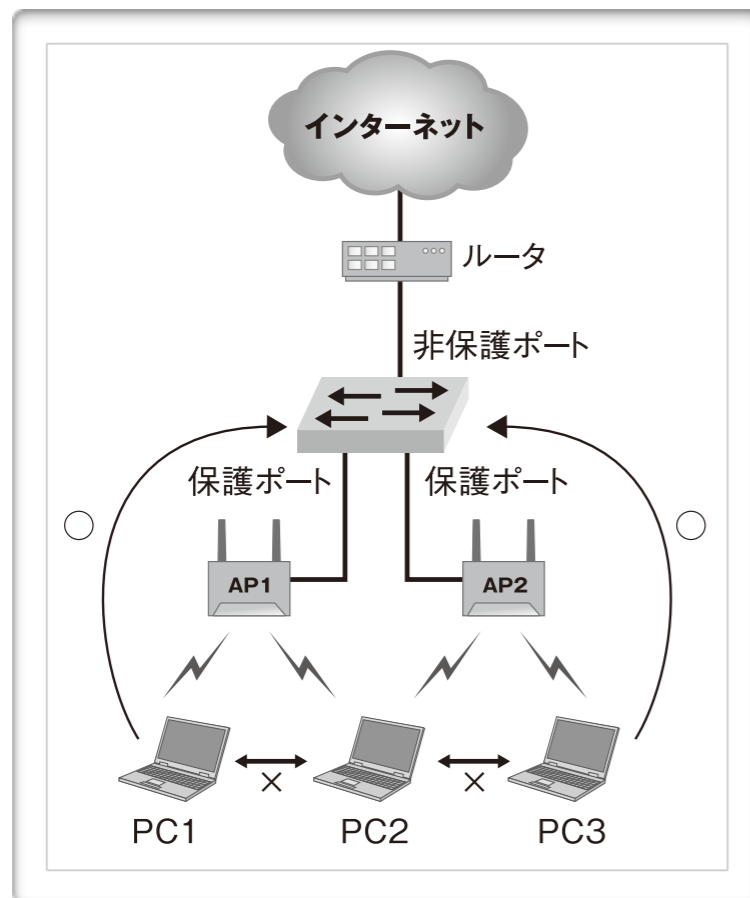 インターネット
ルータ
非保護ポート
保護ポート
保護ポート
○
○
AP1
AP2
×
×
PC1
PC2
PC3